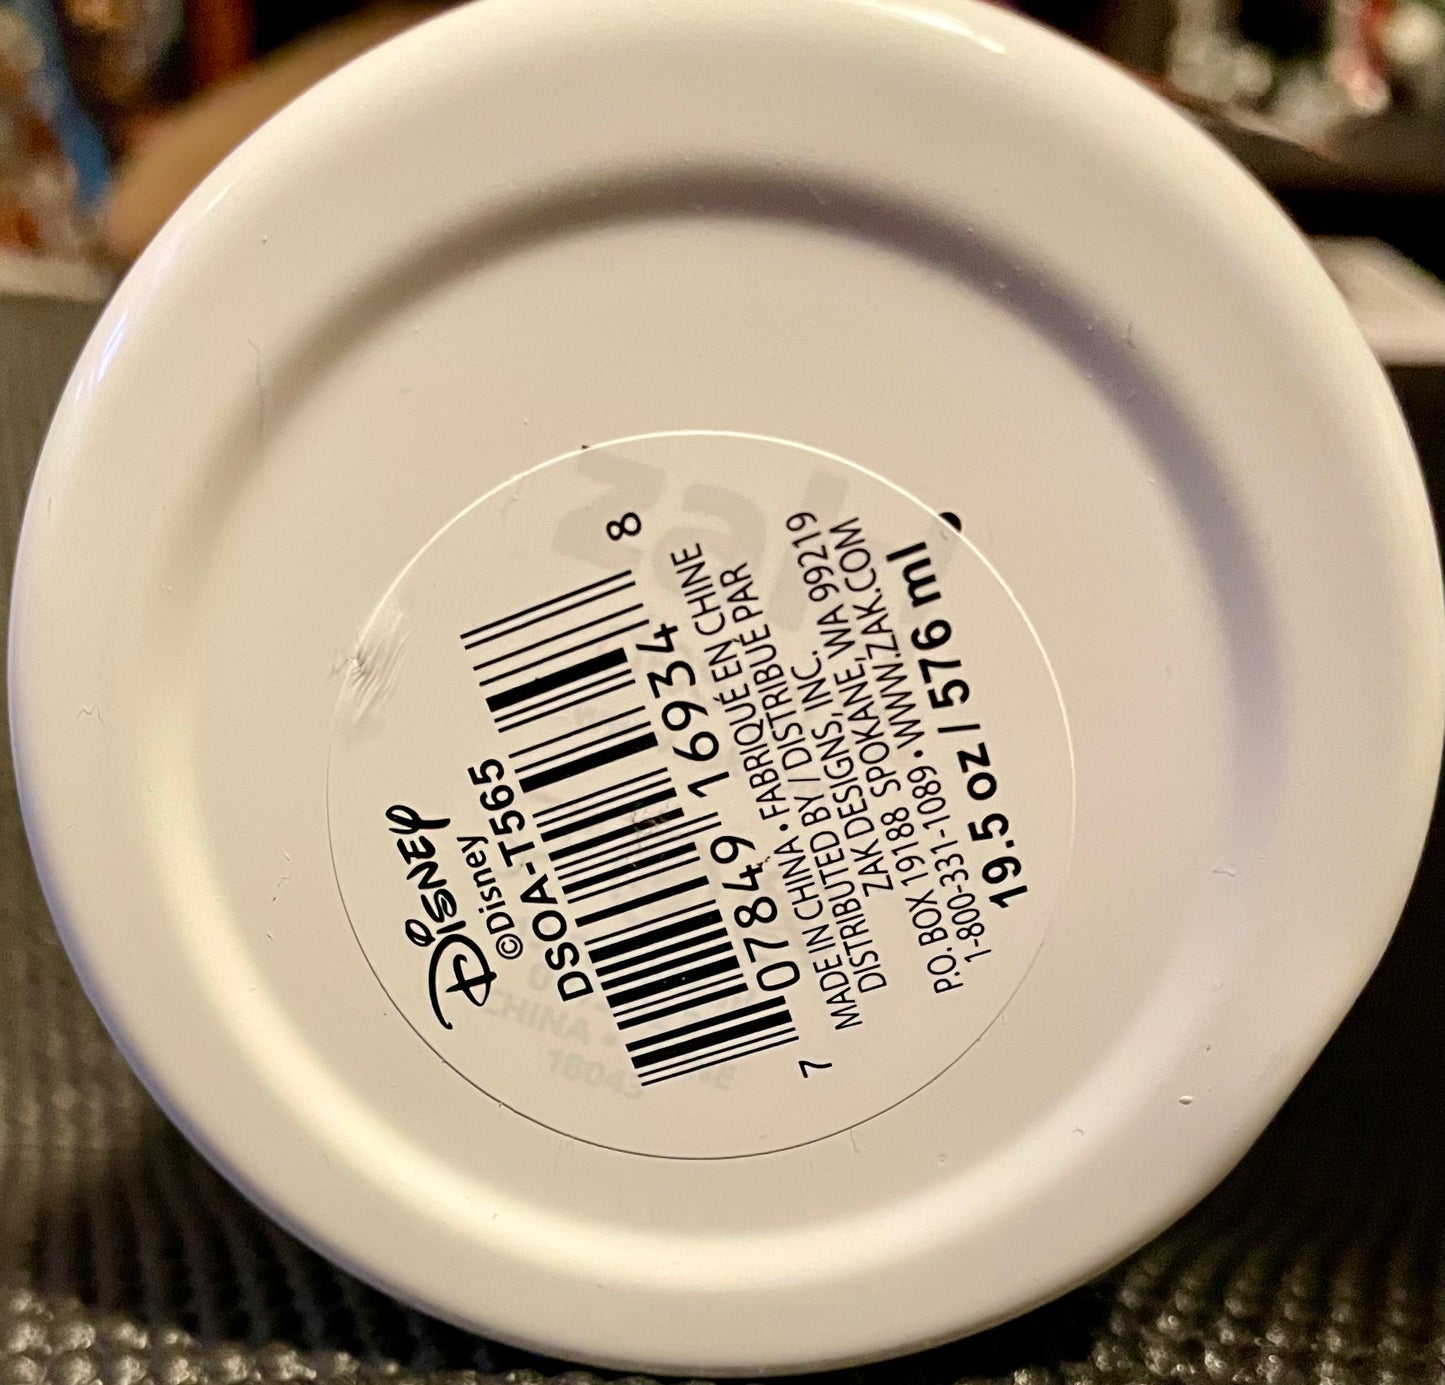 Disney
©Disney
DSOA-T565
7 07849 16934 8
MADE IN CHINA • FABRIQUÉ EN CHINE
DISTRIBUTED BY / DISTRIBUÉ PAR
ZAK DESIGNS, INC.
P.O. BOX 19188 SPOKANE, WA 99219
1-800-331-1089 • WWW.ZAK.COM
19.5 oz / 576 ml
zak
CHINA •